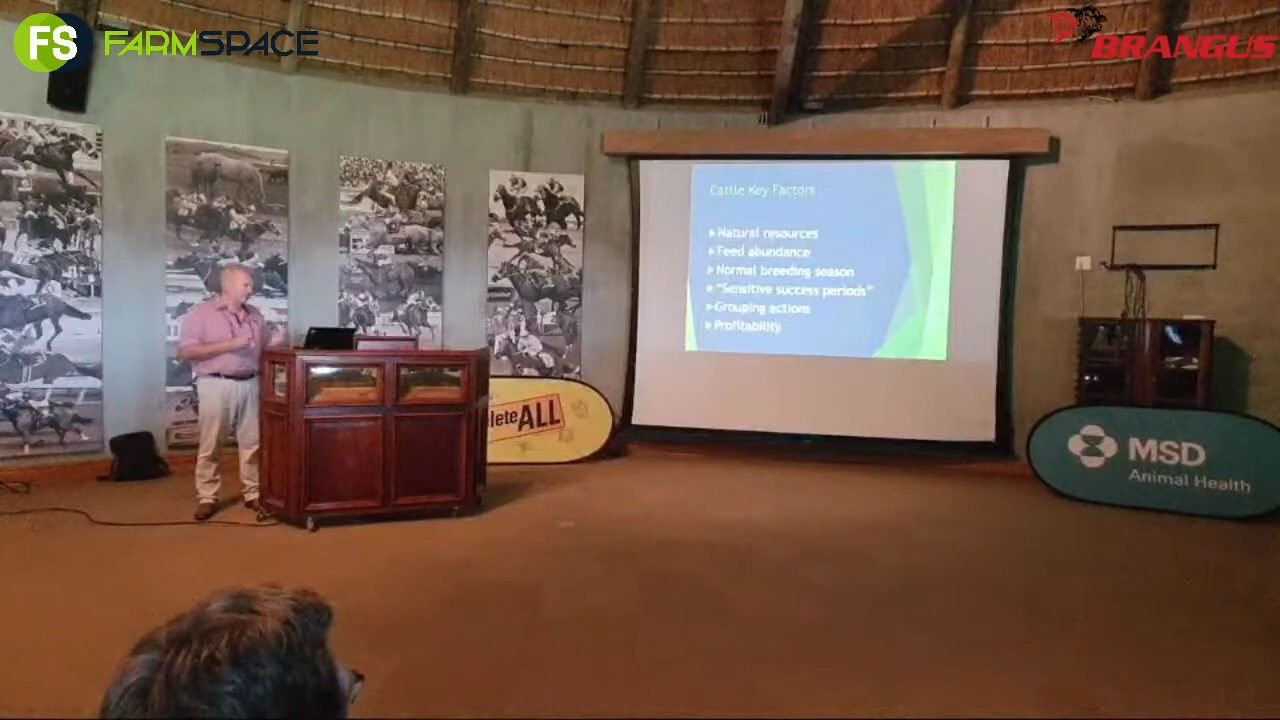 FS FARMSPACE
BRANGUS
Cattle Key Factors
Natural resources
Feed abundance
Normal breeding season
"Sensitive success periods"
Grouping actions
Profitability
leteALL
MSD
Animal Health